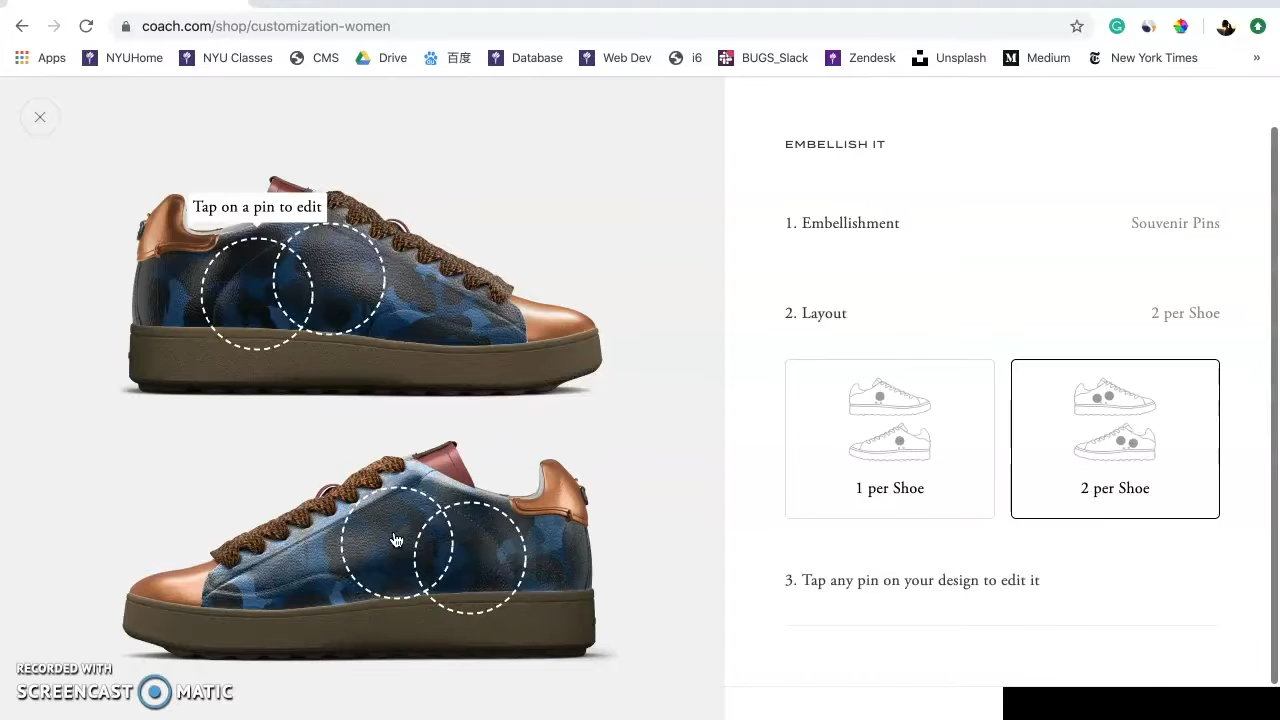 coach.com/shop/customization-women
Apps NYUHome NYU Classes CMS Drive 百度 Database Web Dev i6 BUGS_Slack Zendesk Unsplash Medium New York Times »
EMBELLISH IT
Tap on a pin to edit
1. Embellishment Souvenir Pins
2. Layout 2 per Shoe
1 per Shoe 2 per Shoe
3. Tap any pin on your design to edit it
RECORDED WITH
SCREENCAST MATIC